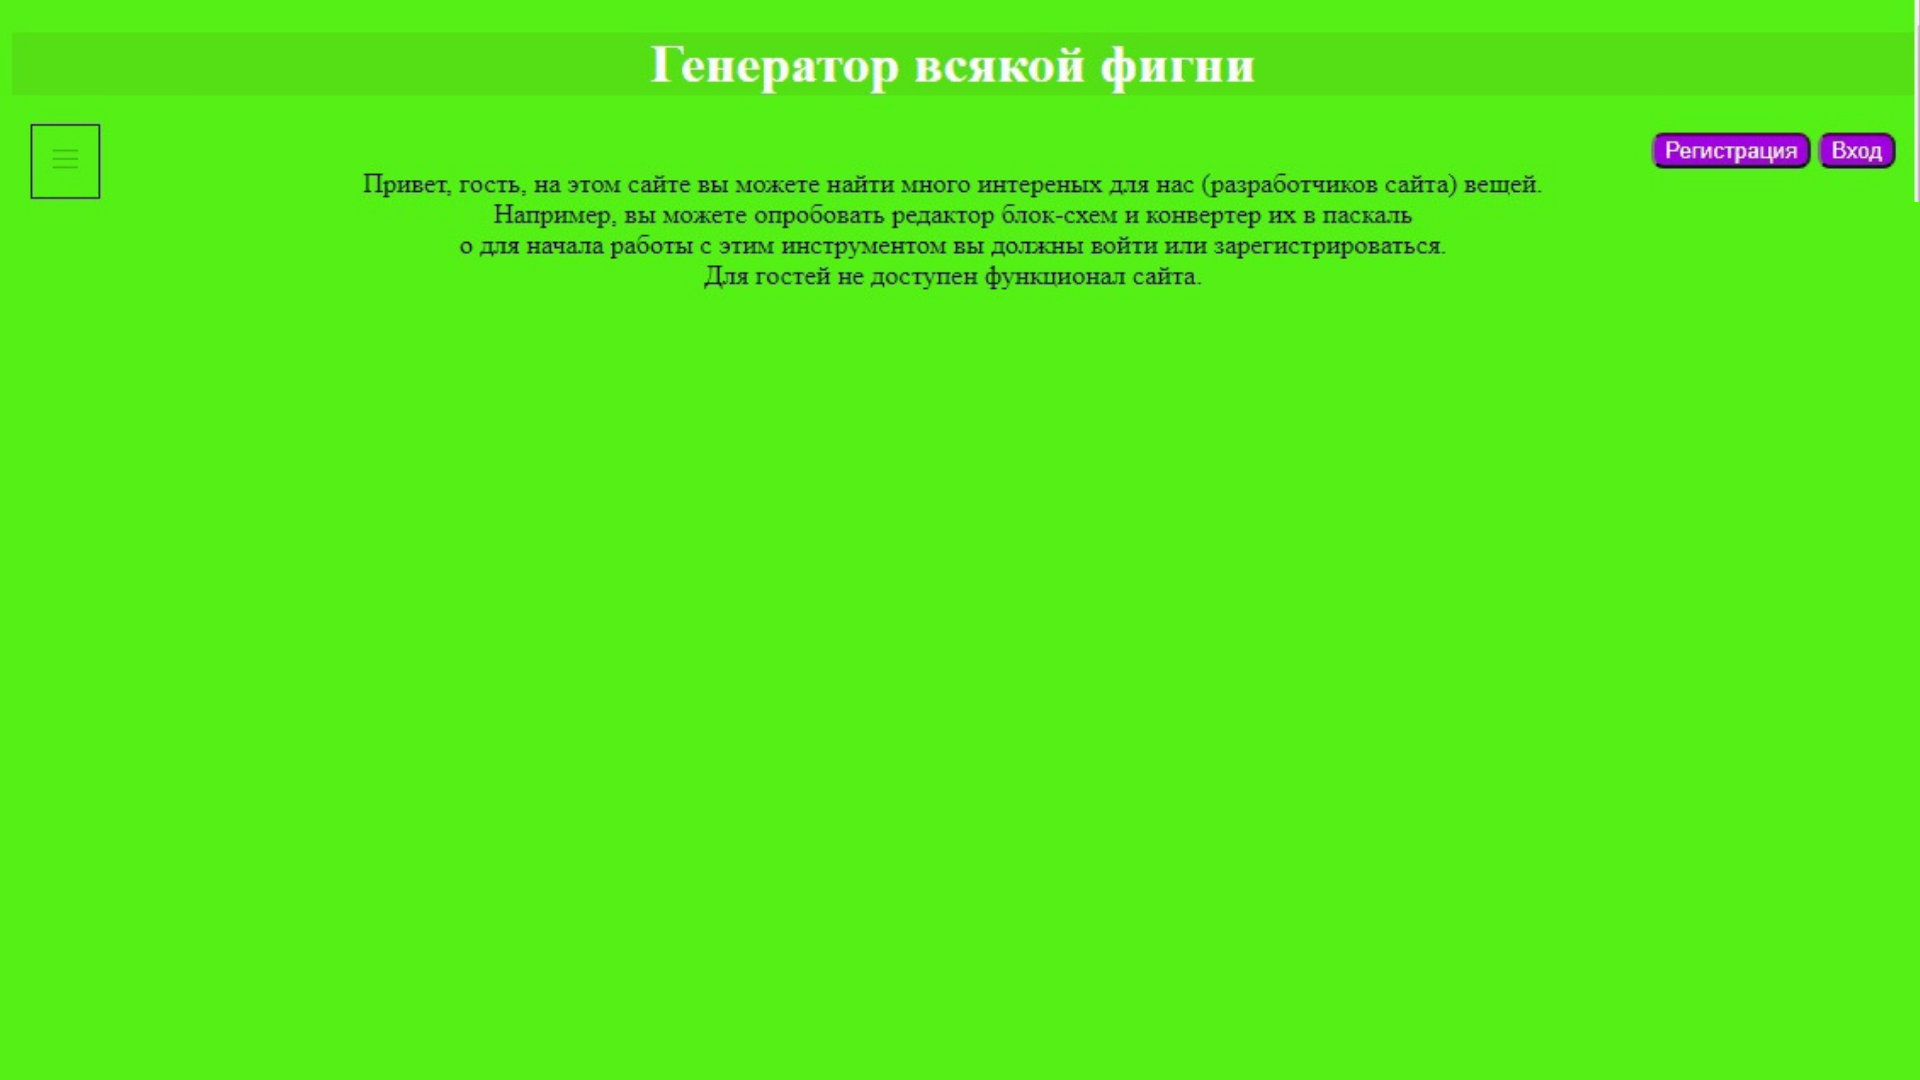 Генератор всякой фигни
Регистрация Вход
Привет, гость, на этом сайте вы можете найти много интереных для нас (разработчиков сайта) вещей.
Например, вы можете опробовать редактор блок-схем и конвертер их в паскаль
о для начала работы с этим инструментом вы должны войти или зарегистрироваться.
Для гостей не доступен функционал сайта.